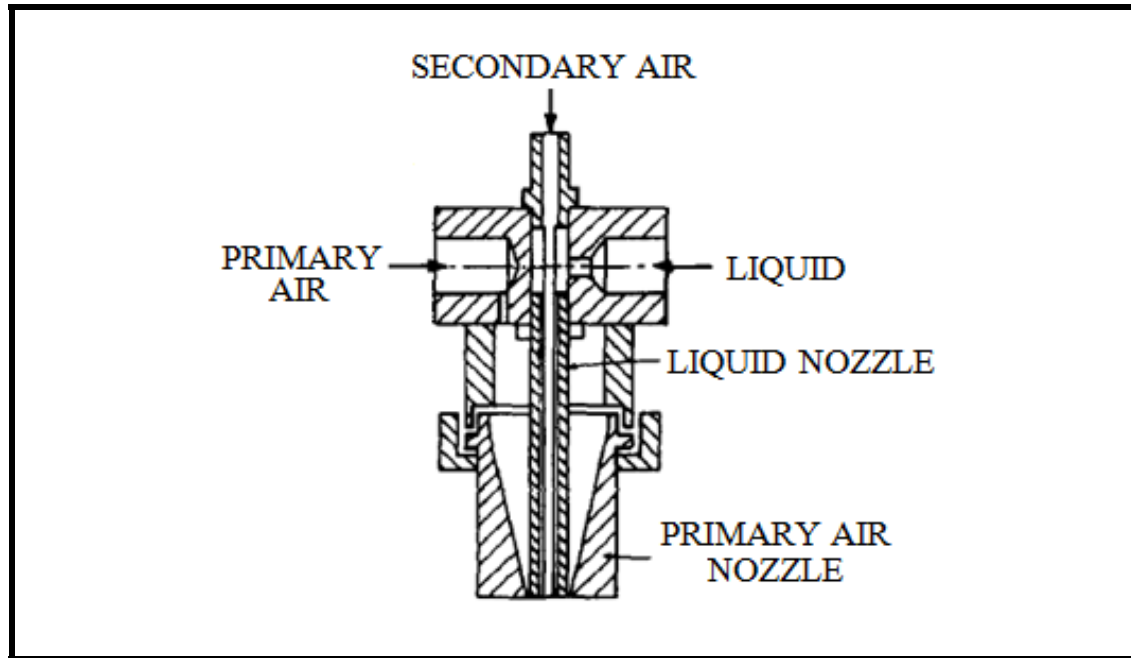 SECONDARY AIR
PRIMARY
AIR
LIQUID
LIQUID NOZZLE
PRIMARY AIR
NOZZLE